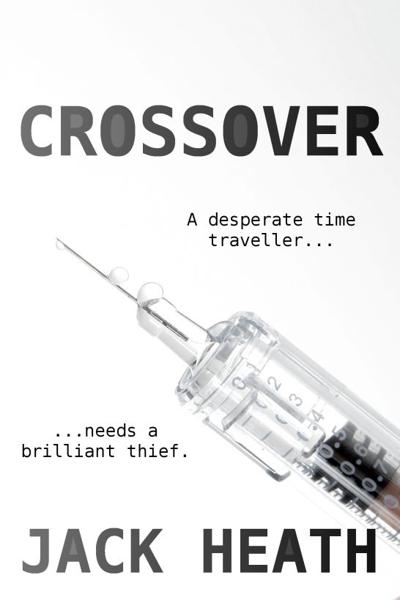 CROSSOVER
A desperate time
traveller...
...needs a
brilliant thief.
JACK HEATH